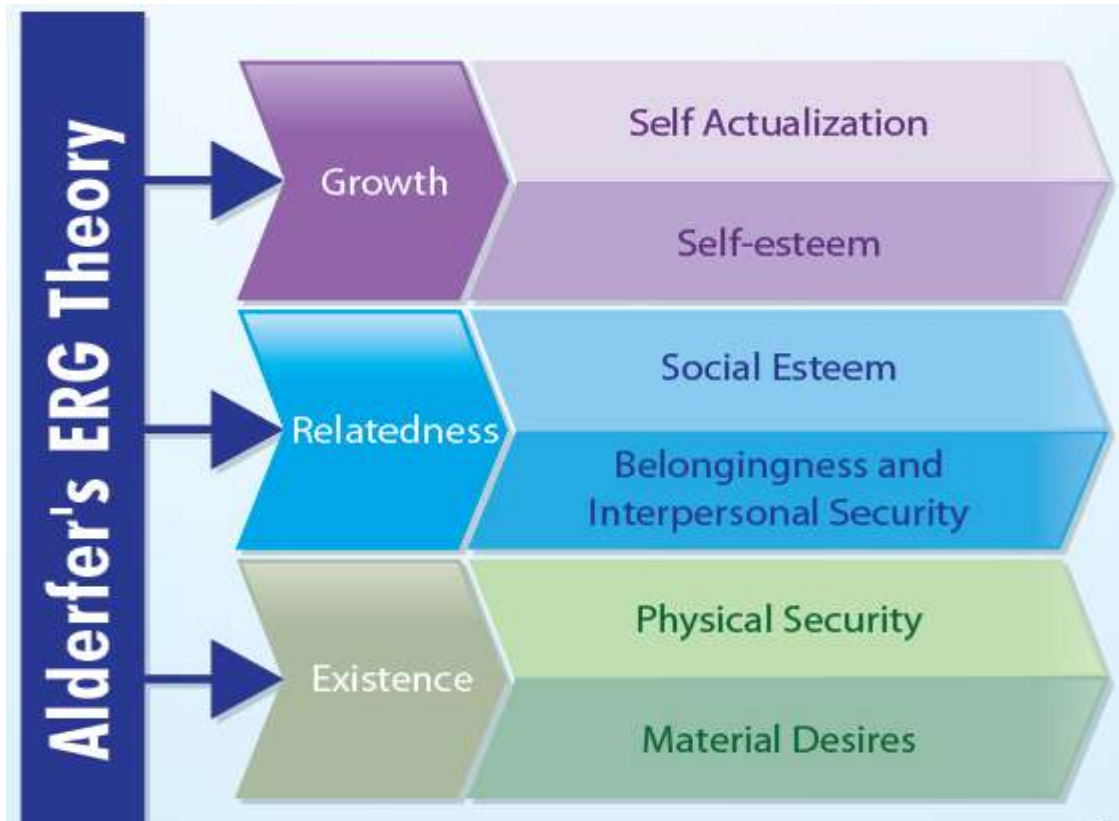 Alderfer's ERG Theory
Growth
Self Actualization
Self-esteem
Relatedness
Social Esteem
Belongingness and
Interpersonal Security
Existence
Physical Security
Material Desires